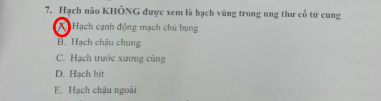 7. Hạch nào KHÔNG được xem là hạch vùng trong ung thư cổ tử cung
A. Hạch cạnh động mạch chủ bụng
B. Hạch chậu chung
C. Hạch trước xương cùng
D. Hạch bịt
E. Hạch chậu ngoài